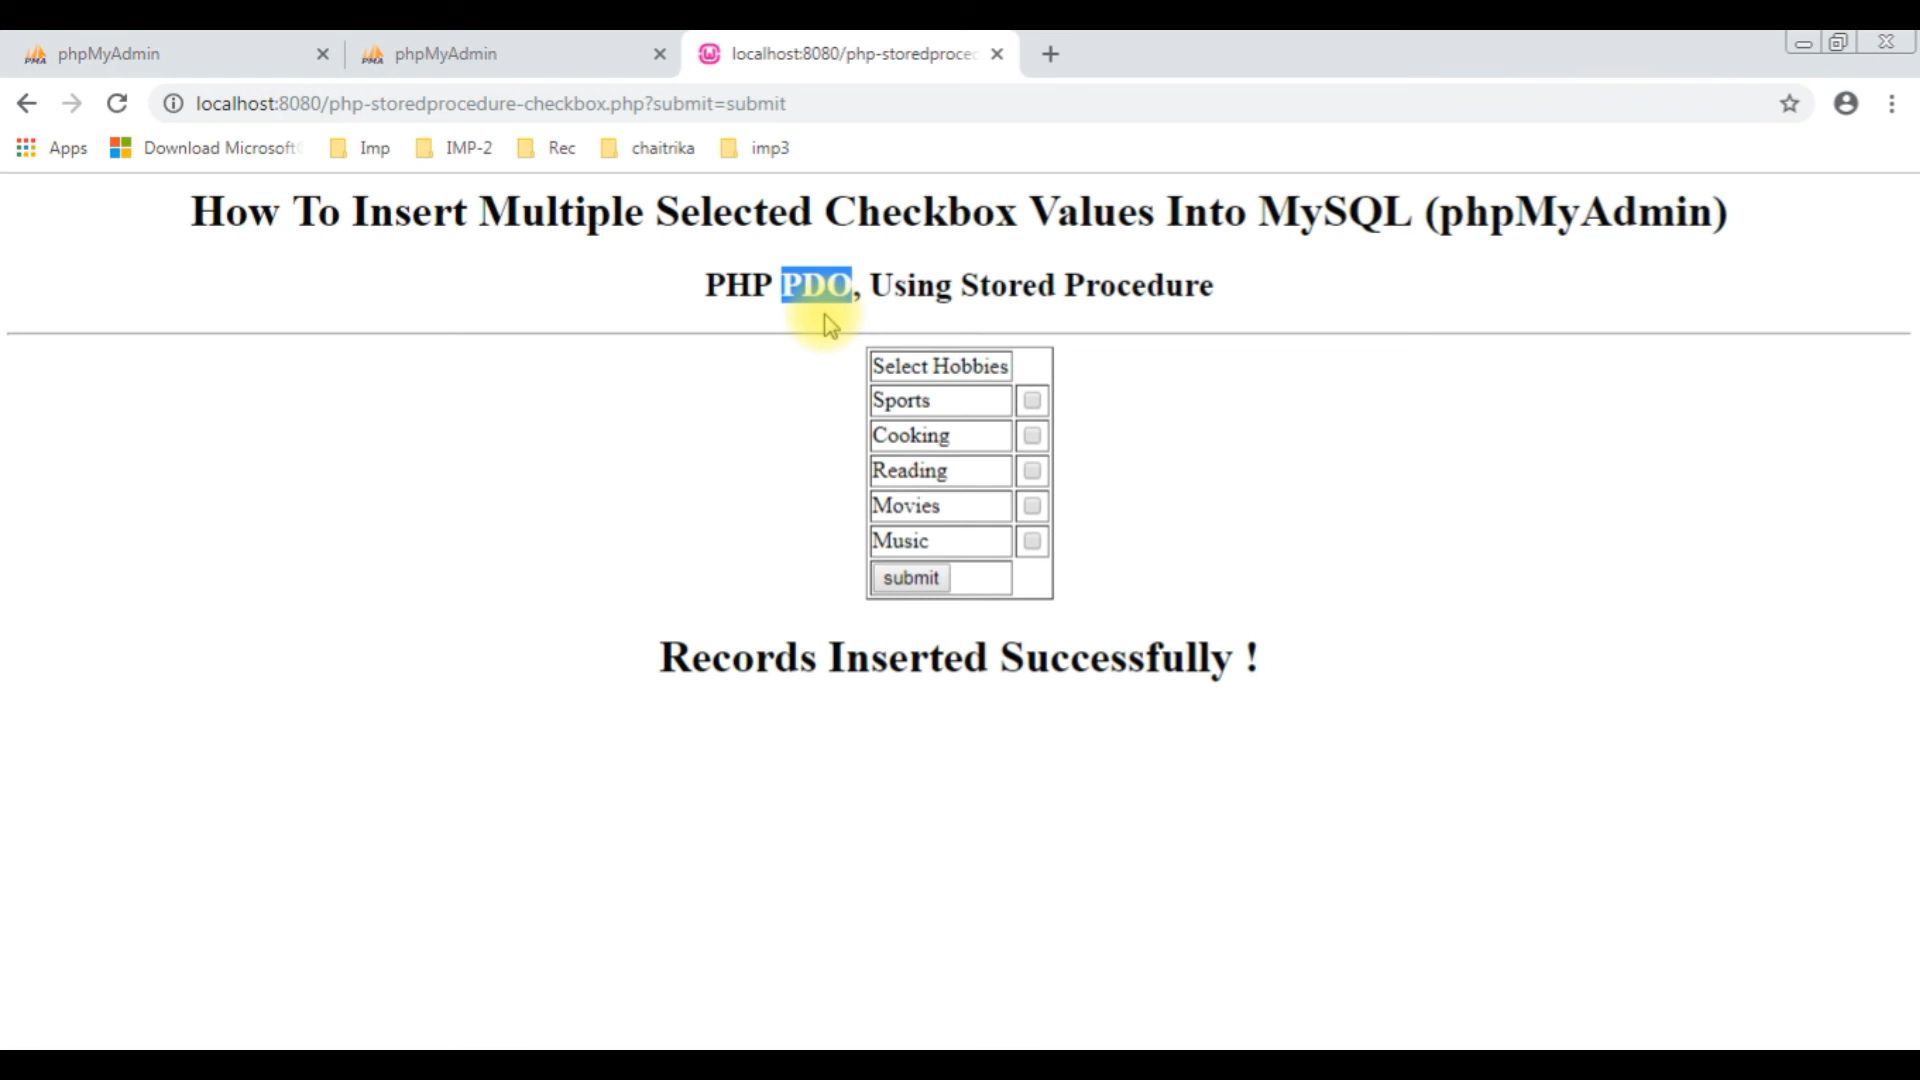 phpMyAdmin
phpMyAdmin
localhost:8080/php-storedproced
localhost:8080/php-storedprocedure-checkbox.php?submit=submit
Apps
Download Microsoft
Imp
IMP-2
Rec
chaitrika
imp3
How To Insert Multiple Selected Checkbox Values Into MySQL (phpMyAdmin)
PHP PDO, Using Stored Procedure
Select Hobbies
Sports
Cooking
Reading
Movies
Music
submit
Records Inserted Successfully !